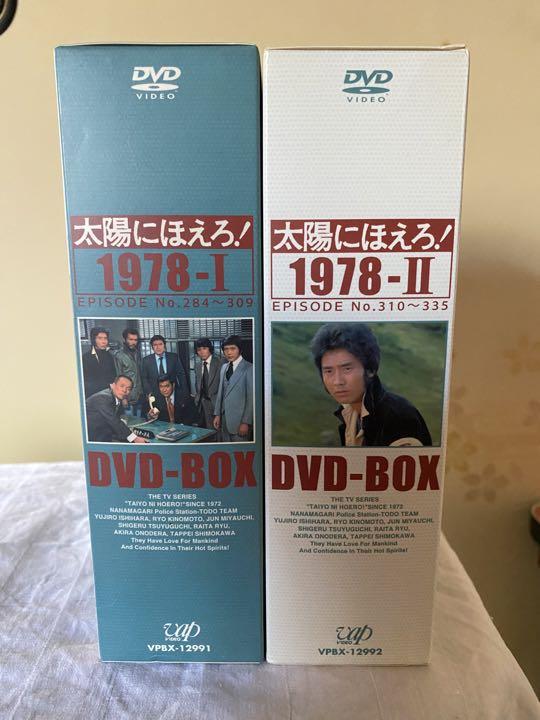 DVD
VIDEO
太陽にほえろ!
1978-I
EPISODE No.284～309
DVD-BOX
THE TV SERIES
"TAIYO NI HOERO!"SINCE 1972
NANAMAGARI Police Station-TODO TEAM
YUJIRO ISHIHARA, RYO KINOMOTO, JUN MIYAUCHI,
SHIGERU TSUYUGUCHI, RAITA RYU,
AKIRA ONODERA, TAPPEI SHIMOKAWA
They Have Love For Mankind
And Confidence In Their Hot Spirits!
vap
VIDEO
VPBX-12991
DVD
VIDEO
太陽にほえろ!
1978-II
EPISODE No.310～335
DVD-BOX
THE TV SERIES
"TAIYO NI HOERO!"SINCE 1972
NANAMAGARI Police Station-TODO TEAM
YUJIRO ISHIHARA, RYO KINOMOTO, JUN MIYAUCHI,
SHIGERU TSUYUGUCHI, RAITA RYU,
AKIRA ONODERA, TAPPEI SHIMOKAWA
They Have Love For Mankind
And Confidence In Their Hot Spirits!
vap
VIDEO
VPBX-12992